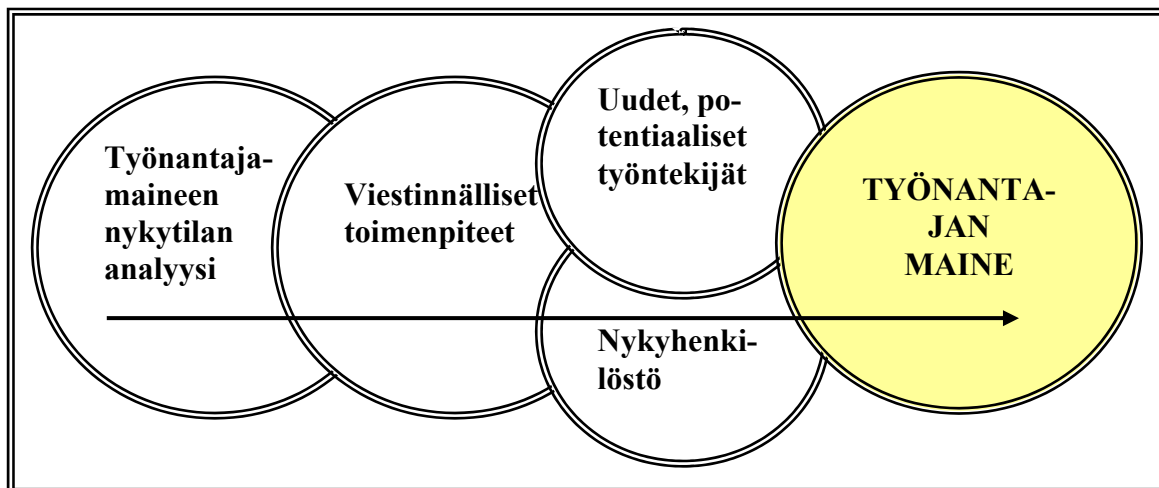 Työnantaja-
maineen
nykytilan
analyysi
Viestinnälliset
toimenpiteet
Uudet, po-
tentiaaliset
työntekijät
Nykyhenki-
löstö
TYÖNANTA-
JAN
MAINE